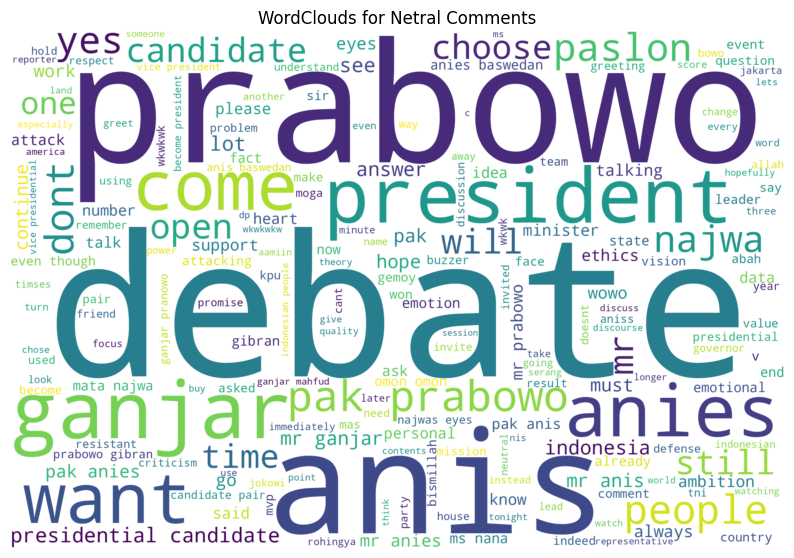 WordClouds for Netral Comments
prabowo
debate
anis
president
ganjar
anies
pak prabowo
come
want
najwa
people
will
still
candidate
paslon
choose
yes
one
dont
open
time
mr
presidential candidate
indonesia
someone
hold
reporter
respect
work
land
vice president
greet
another
understand
eyes
see
ms
anies baswedan
greeting
bowo
event
question
score
jakarta
lets
please
sir
even
way
c
team
change
every
word
attack
america
especially
using
become president
wkwkwk
problem
lot
fact
anis baswedan
make
moga
answer
talking
idea
away
allah
hopefully
say
leader
three
continue
vice presidential
number
remember
talk
even though
dp
wkwkwkw
heart
minute
discussion
wkwk
minister
state
support
now
name
pak
hope
buzzer
face
ethics
vision
abah
data
year
timses
turn
power
attacking
aamiin
kpu
theory
gemoy
won
invited
mr prabowo
doesnt
wowo
discuss
aniss
discourse
value
presidential
governor
v
pair
friend
promise
indonesian people
cant
emotion
ganjar pranowo
gibran
give
quality
session
invite
take
going
serang
result
longer
must
emotional
end
chose
used
focus
look
become
buy
mata najwa
asked
ganjar mahfud
later
need
ask
omon omon
najwas eyes
pak anis
resistant
prabowo gibran
criticism
immediately
mas
mr ganjar
personal
pak anies
go
use
jokowi
said
mvp
point
contents
think
party
mr anies
rohingya
house
tonight
bismillah
neutral
nis
mission
instead
lead
know
ms nana
mr anis
already
defense
indonesian
ambition
tni
world
watching
comment
watch
always
indeed
representative
country
candidate pair